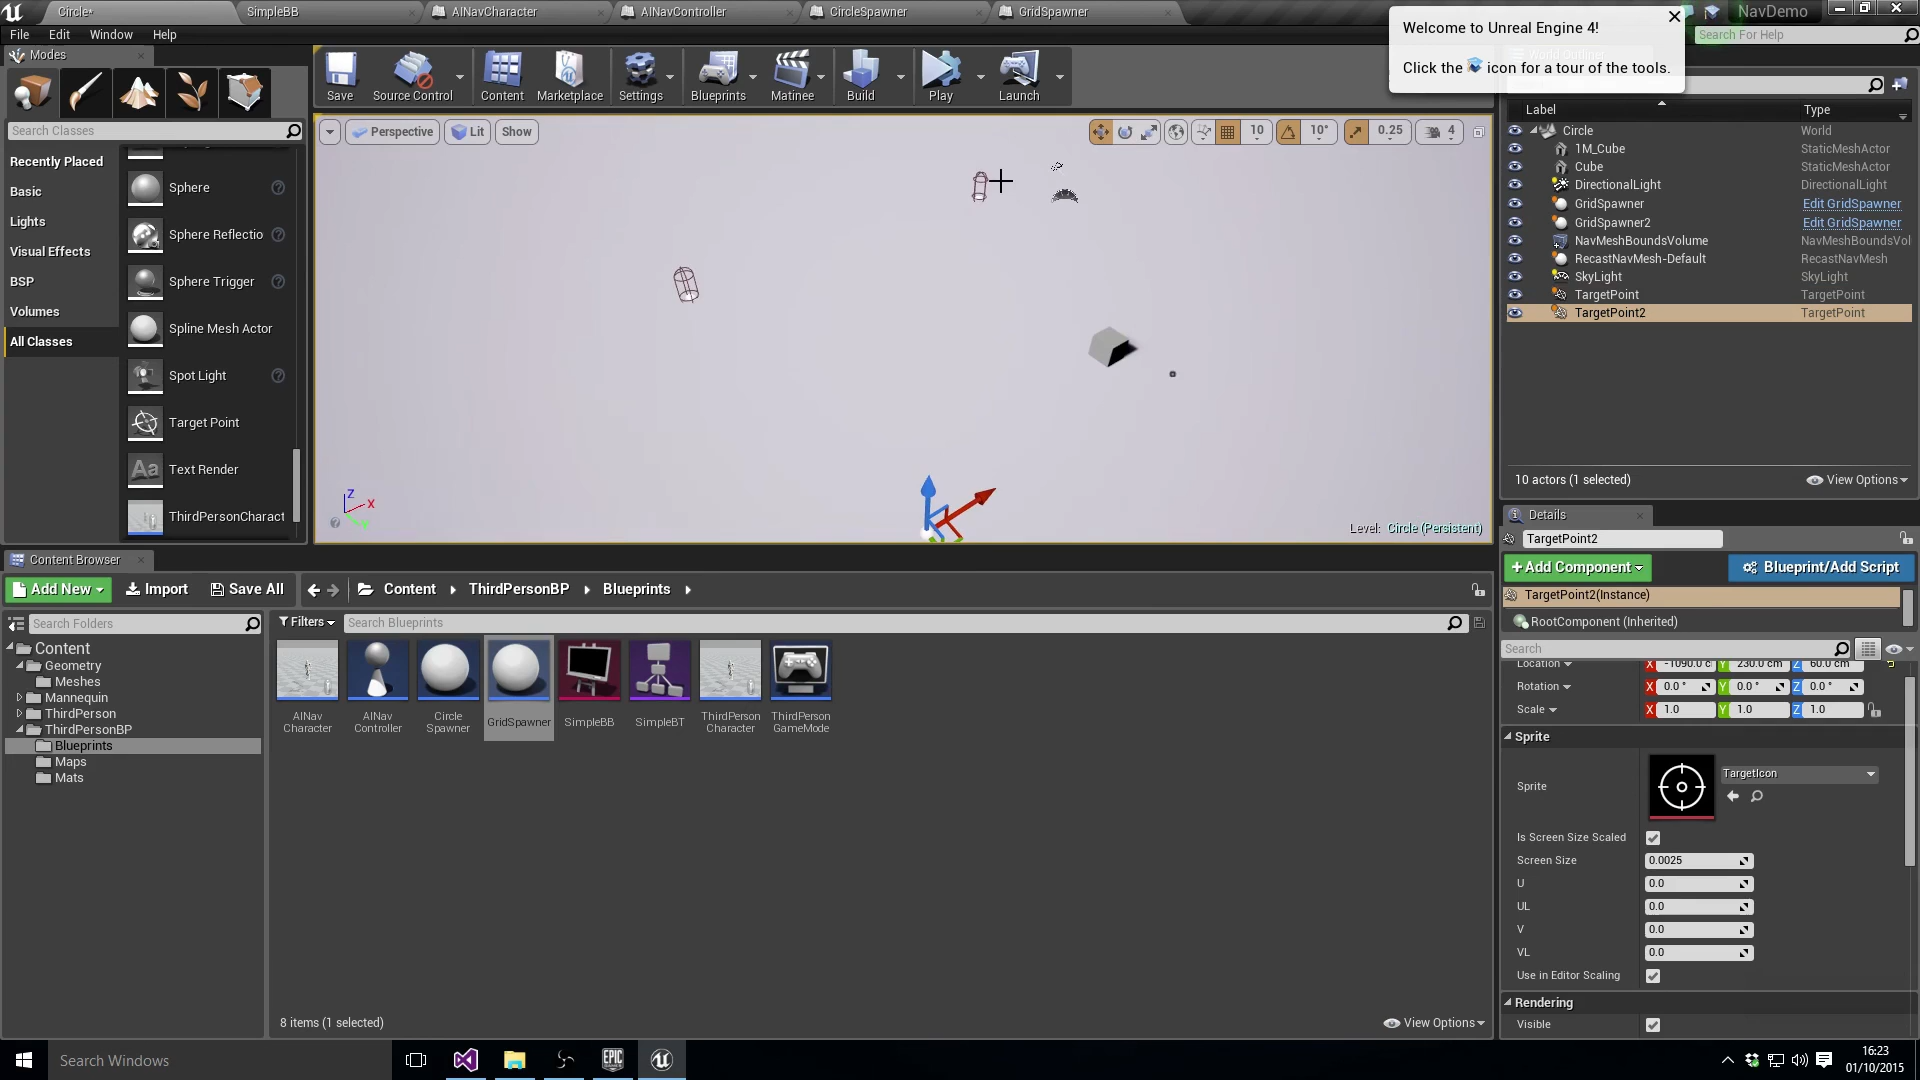 Circle*
SimpleBB
AINavCharacter
AINavController
CircleSpawner
GridSpawner
NavDemo
File
Edit
Window
Help
Search For Help
Welcome to Unreal Engine 4!
Click the icon for a tour of the tools.
Modes
Save
Source Control
Content
Marketplace
Settings
Blueprints
Matinee
Build
Play
Launch
Search Classes
Recently Placed
Basic
Lights
Visual Effects
BSP
Volumes
All Classes
Sphere
Sphere Reflectio
Sphere Trigger
Spline Mesh Actor
Spot Light
Target Point
Aa
Text Render
ThirdPersonCharact
Perspective
Lit
Show
10
10°
0.25
4
Z
X
Level: Circle (Persistent)
Label
Type
Circle
World
1M_Cube
StaticMeshActor
Cube
StaticMeshActor
DirectionalLight
DirectionalLight
GridSpawner
Edit GridSpawner
GridSpawner2
Edit GridSpawner
NavMeshBoundsVolume
NavMeshBoundsVol
RecastNavMesh-Default
RecastNavMesh
SkyLight
SkyLight
TargetPoint
TargetPoint
TargetPoint2
TargetPoint
10 actors (1 selected)
View Options
Details
TargetPoint2
+Add Component
Blueprint/Add Script
TargetPoint2(Instance)
RootComponent (Inherited)
Search
Location
X -1090.0 c
Y 230.0 cm
Z 60.0 cm
Rotation
X 0.0 °
Y 0.0 °
Z 0.0 °
Scale
X 1.0
Y 1.0
Z 1.0
Sprite
Sprite
TargetIcon
Is Screen Size Scaled
Screen Size
0.0025
U
0.0
UL
0.0
V
0.0
VL
0.0
Use in Editor Scaling
Rendering
Visible
Content Browser
Add New
Import
Save All
Content
ThirdPersonBP
Blueprints
Search Folders
Filters
Search Blueprints
Content
Geometry
Meshes
Mannequin
ThirdPerson
ThirdPersonBP
Blueprints
Maps
Mats
AINav
Character
AINav
Controller
Circle
Spawner
GridSpawner
SimpleBB
SimpleBT
ThirdPerson
Character
ThirdPerson
GameMode
8 items (1 selected)
View Options
Search Windows
EPIC
16:23
01/10/2015